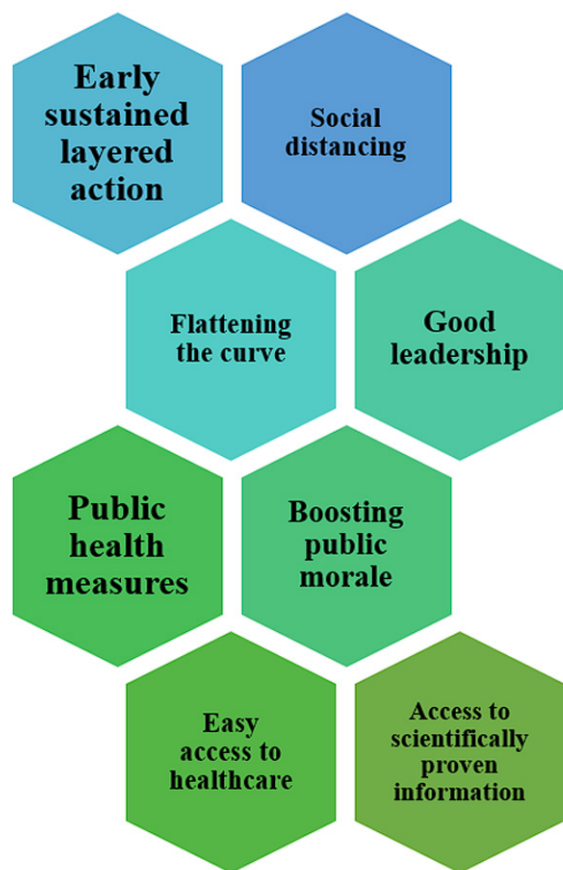 Early
sustained
layered
action
Social
distancing
Flattening
the curve
Good
leadership
Public
health
measures
Boosting
public
morale
Easy
access to
healthcare
Access to
scientifically
proven
information